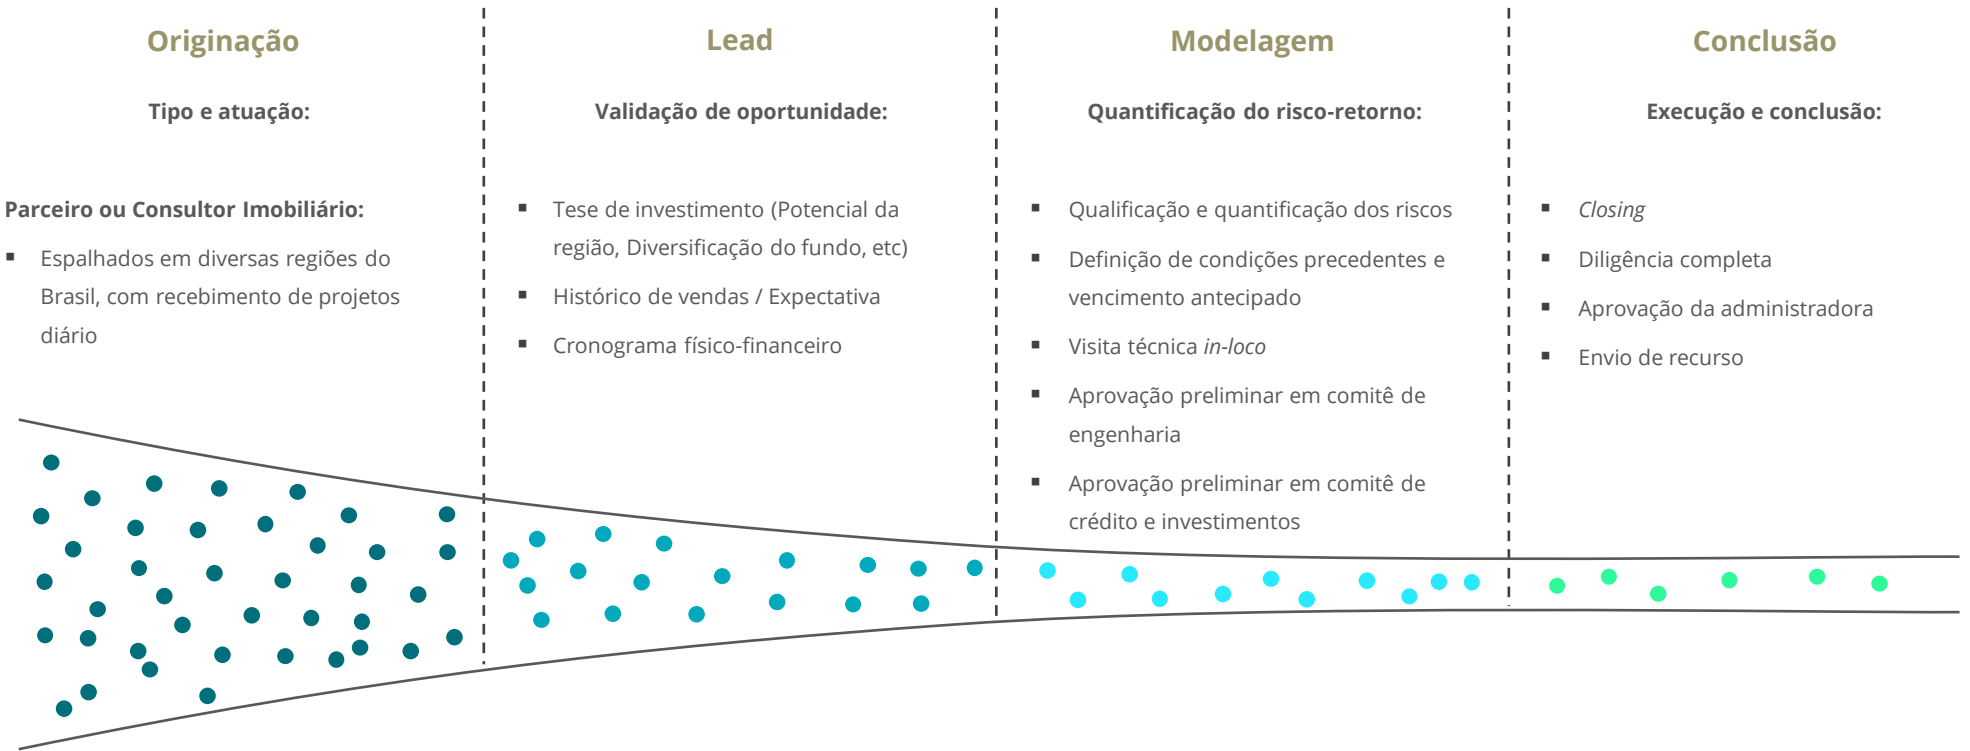 Originação
Tipo e atuação:
Parceiro ou Consultor Imobiliário:
▪ Espalhados em diversas regiões do
Brasil, com recebimento de projetos
diário
Lead
Validação de oportunidade:
▪ Tese de investimento (Potencial da
região, Diversificação do fundo, etc)
▪ Histórico de vendas / Expectativa
▪ Cronograma físico-financeiro
Modelagem
Quantificação do risco-retorno:
▪ Qualificação e quantificação dos riscos
▪ Definição de condições precedentes e
vencimento antecipado
▪ Visita técnica in-loco
▪ Aprovação preliminar em comitê de
engenharia
▪ Aprovação preliminar em comitê de
crédito e investimentos
Conclusão
Execução e conclusão:
▪ Closing
▪ Diligência completa
▪ Aprovação da administradora
▪ Envio de recurso